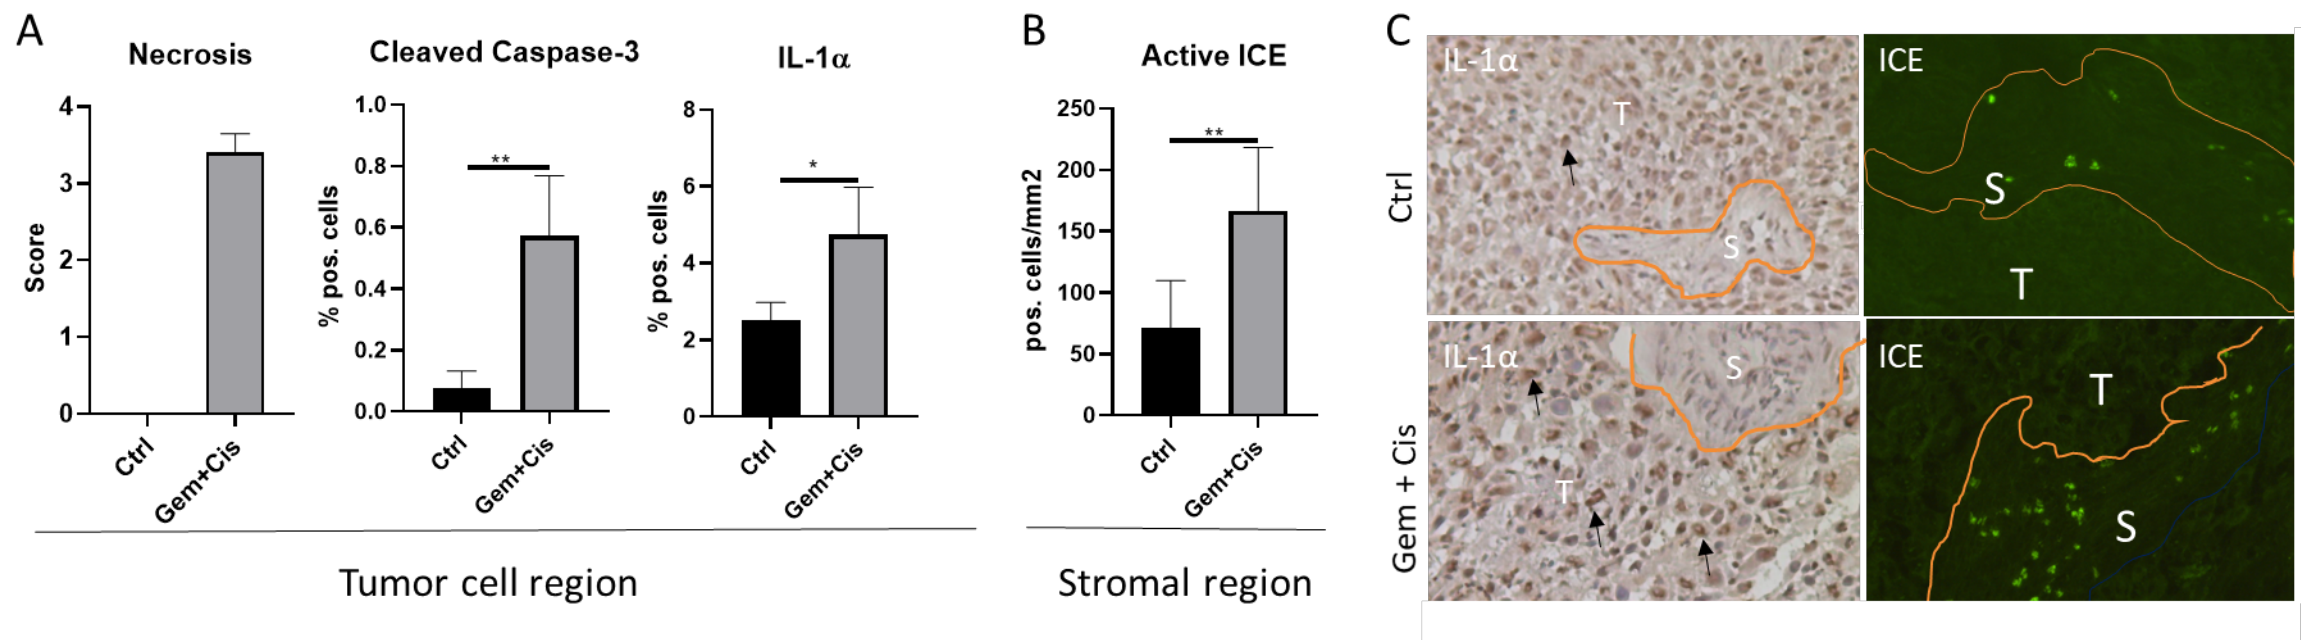 A
Necrosis
Score
4
3
2
1
0
Ctrl
Gem+Cis
Cleaved Caspase-3
% pos. cells
1.0
0.8
0.6
0.4
0.2
0.0
**
Ctrl
Gem+Cis
IL-1α
% pos. cells
8
6
4
2
0
*
Ctrl
Gem+Cis
Tumor cell region
B
Active ICE
pos. cells/mm2
250
200
150
100
50
0
**
Ctrl
Gem+Cis
Stromal region
C
Ctrl
IL-1α
T
S
ICE
S
T
Gem + Cis
IL-1α
S
T
ICE
T
S